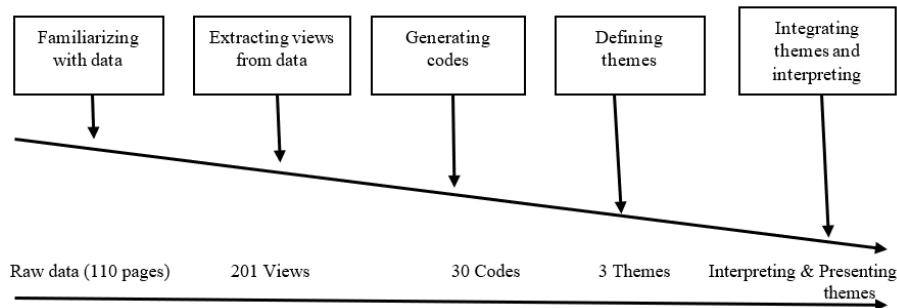 Familiarizing
with data
Extracting views
from data
Generating
codes
Defining
themes
Integrating
themes and
interpreting
Raw data (110 pages)
201 Views
30 Codes
3 Themes
Interpreting & Presenting
themes